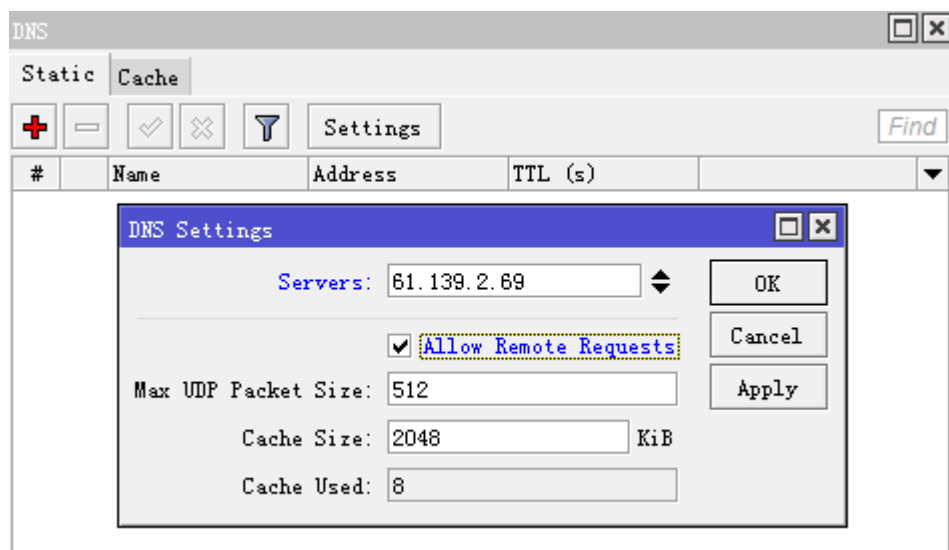 DNS
Static Cache
Settings Find
# Name Address TTL (s)
DNS Settings
Servers: 61.139.2.69 OK
Allow Remote Requests Cancel
Max UDP Packet Size: 512 Apply
Cache Size: 2048 KiB
Cache Used: 8